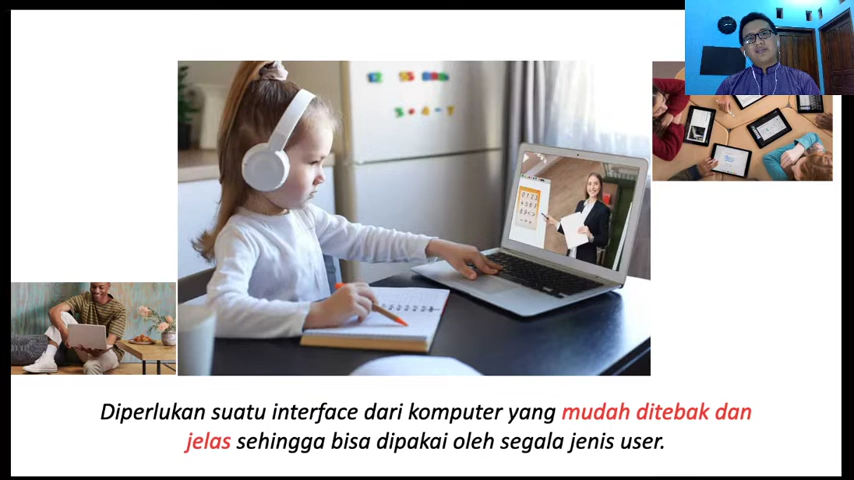 Diperlukan suatu interface dari komputer yang mudah ditebak dan
jelas sehingga bisa dipakai oleh segala jenis user.